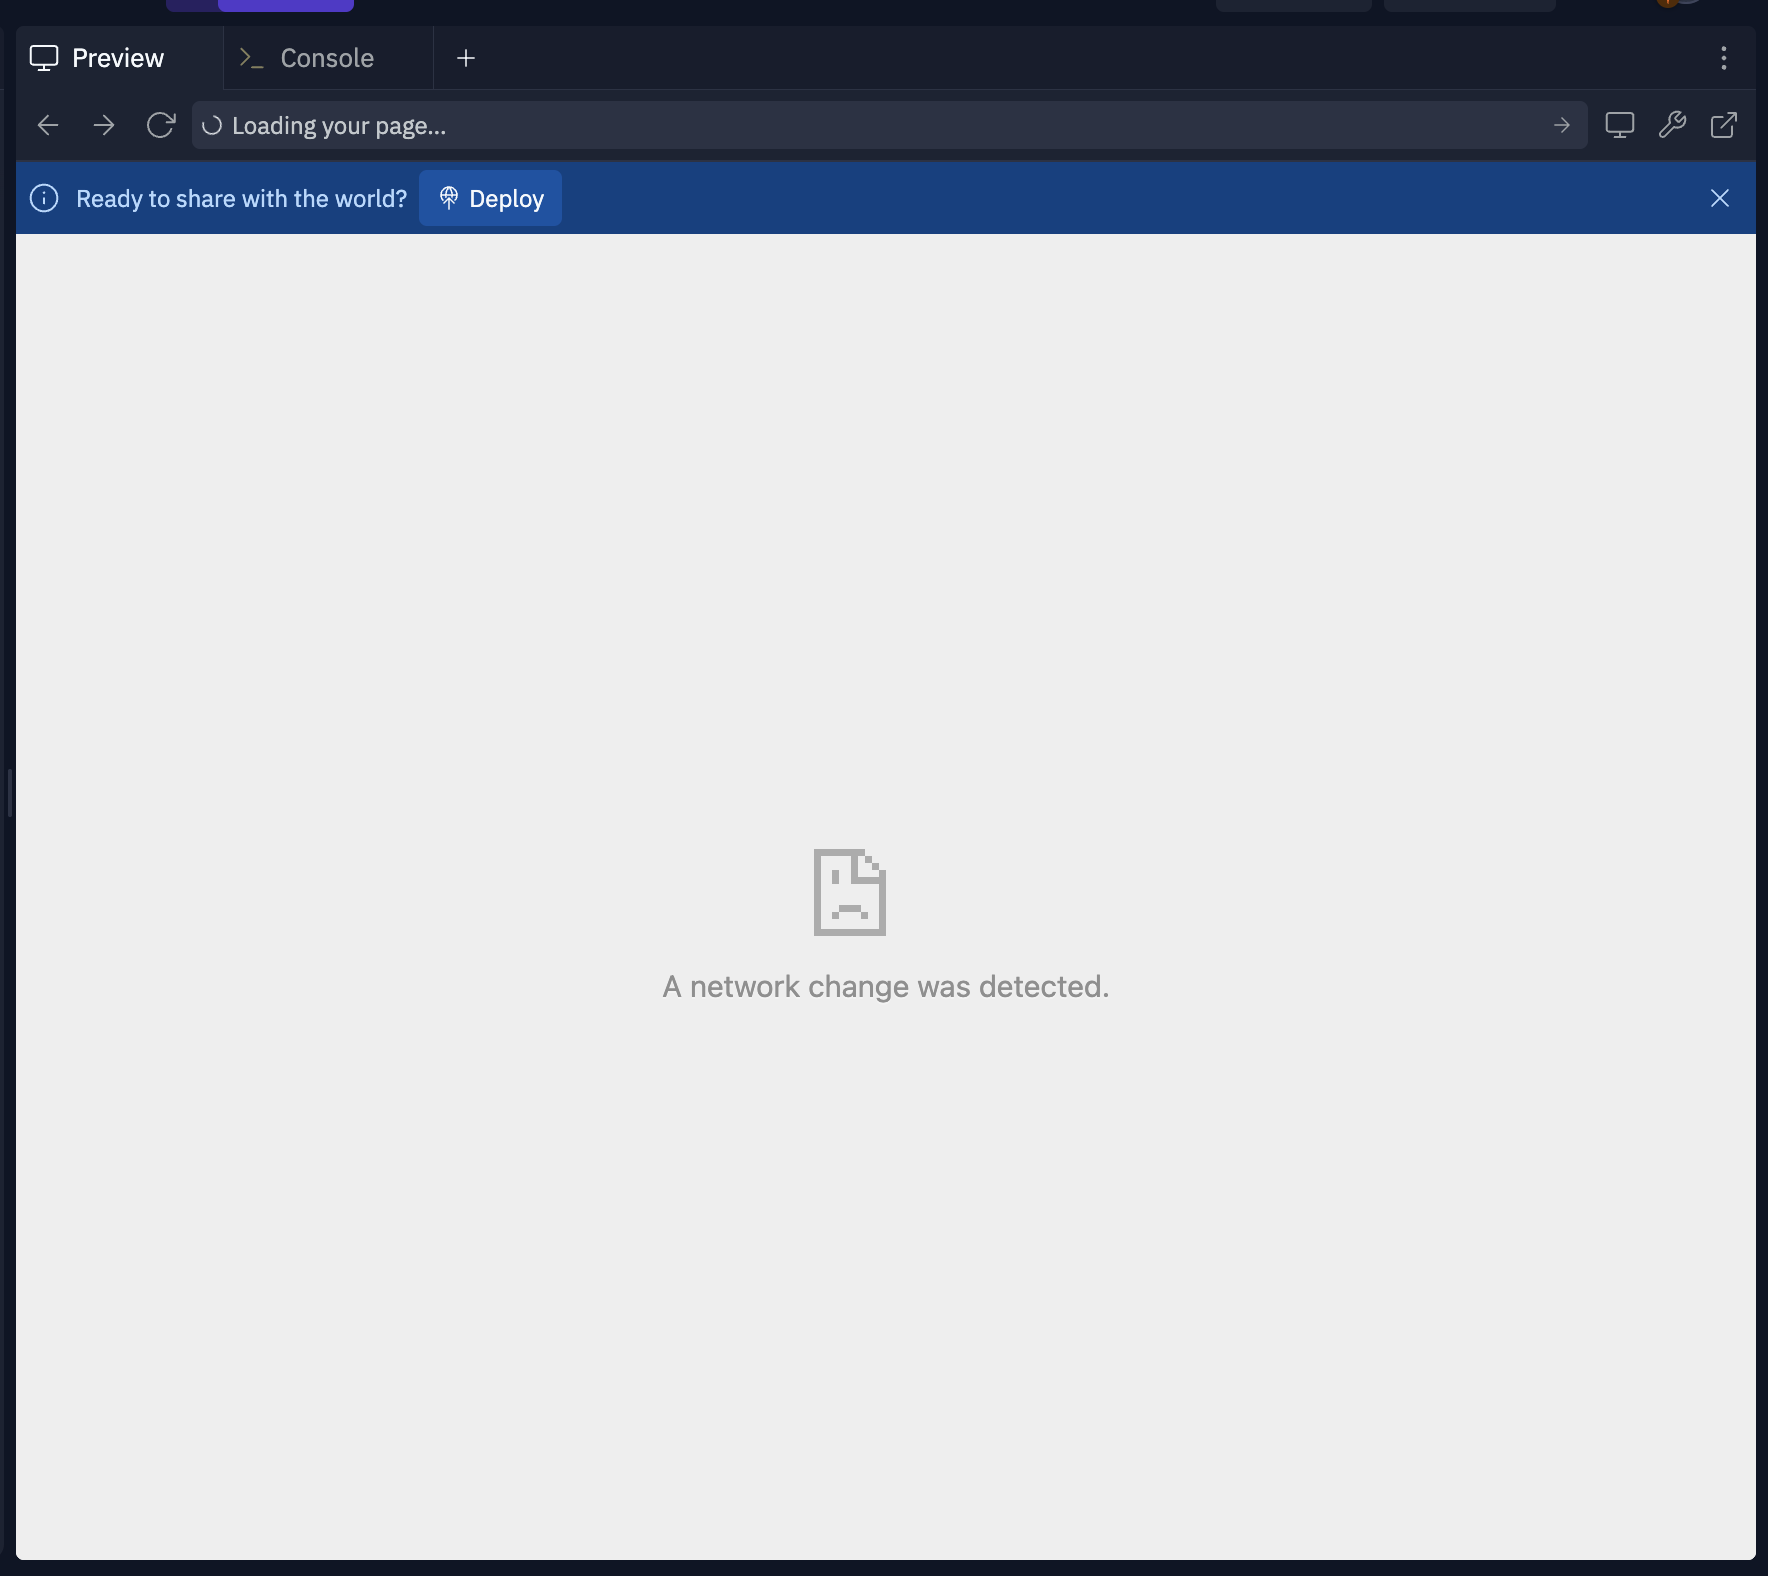 Preview
Console
Loading your page...
Ready to share with the world?
Deploy
A network change was detected.